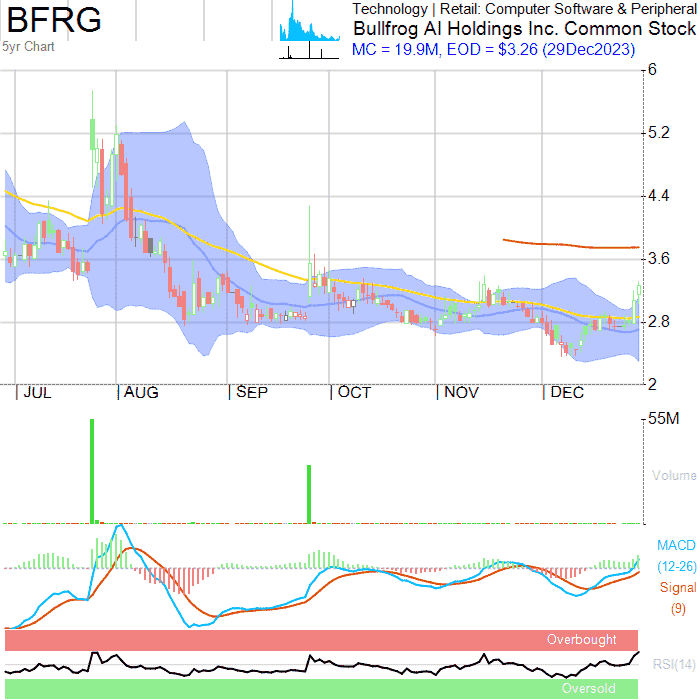 BFRG
Technology | Retail: Computer Software & Peripheral
5yr Chart
Bullfrog AI Holdings Inc. Common Stock
MC = 19.9M, EOD = $3.26 (29Dec2023)
6
5.2
4.4
3.6
2.8
2
JUL AUG SEP OCT NOV DEC
55M
Volume
MACD
(12-26)
Signal
(9)
Overbought
RSI(14)
Oversold